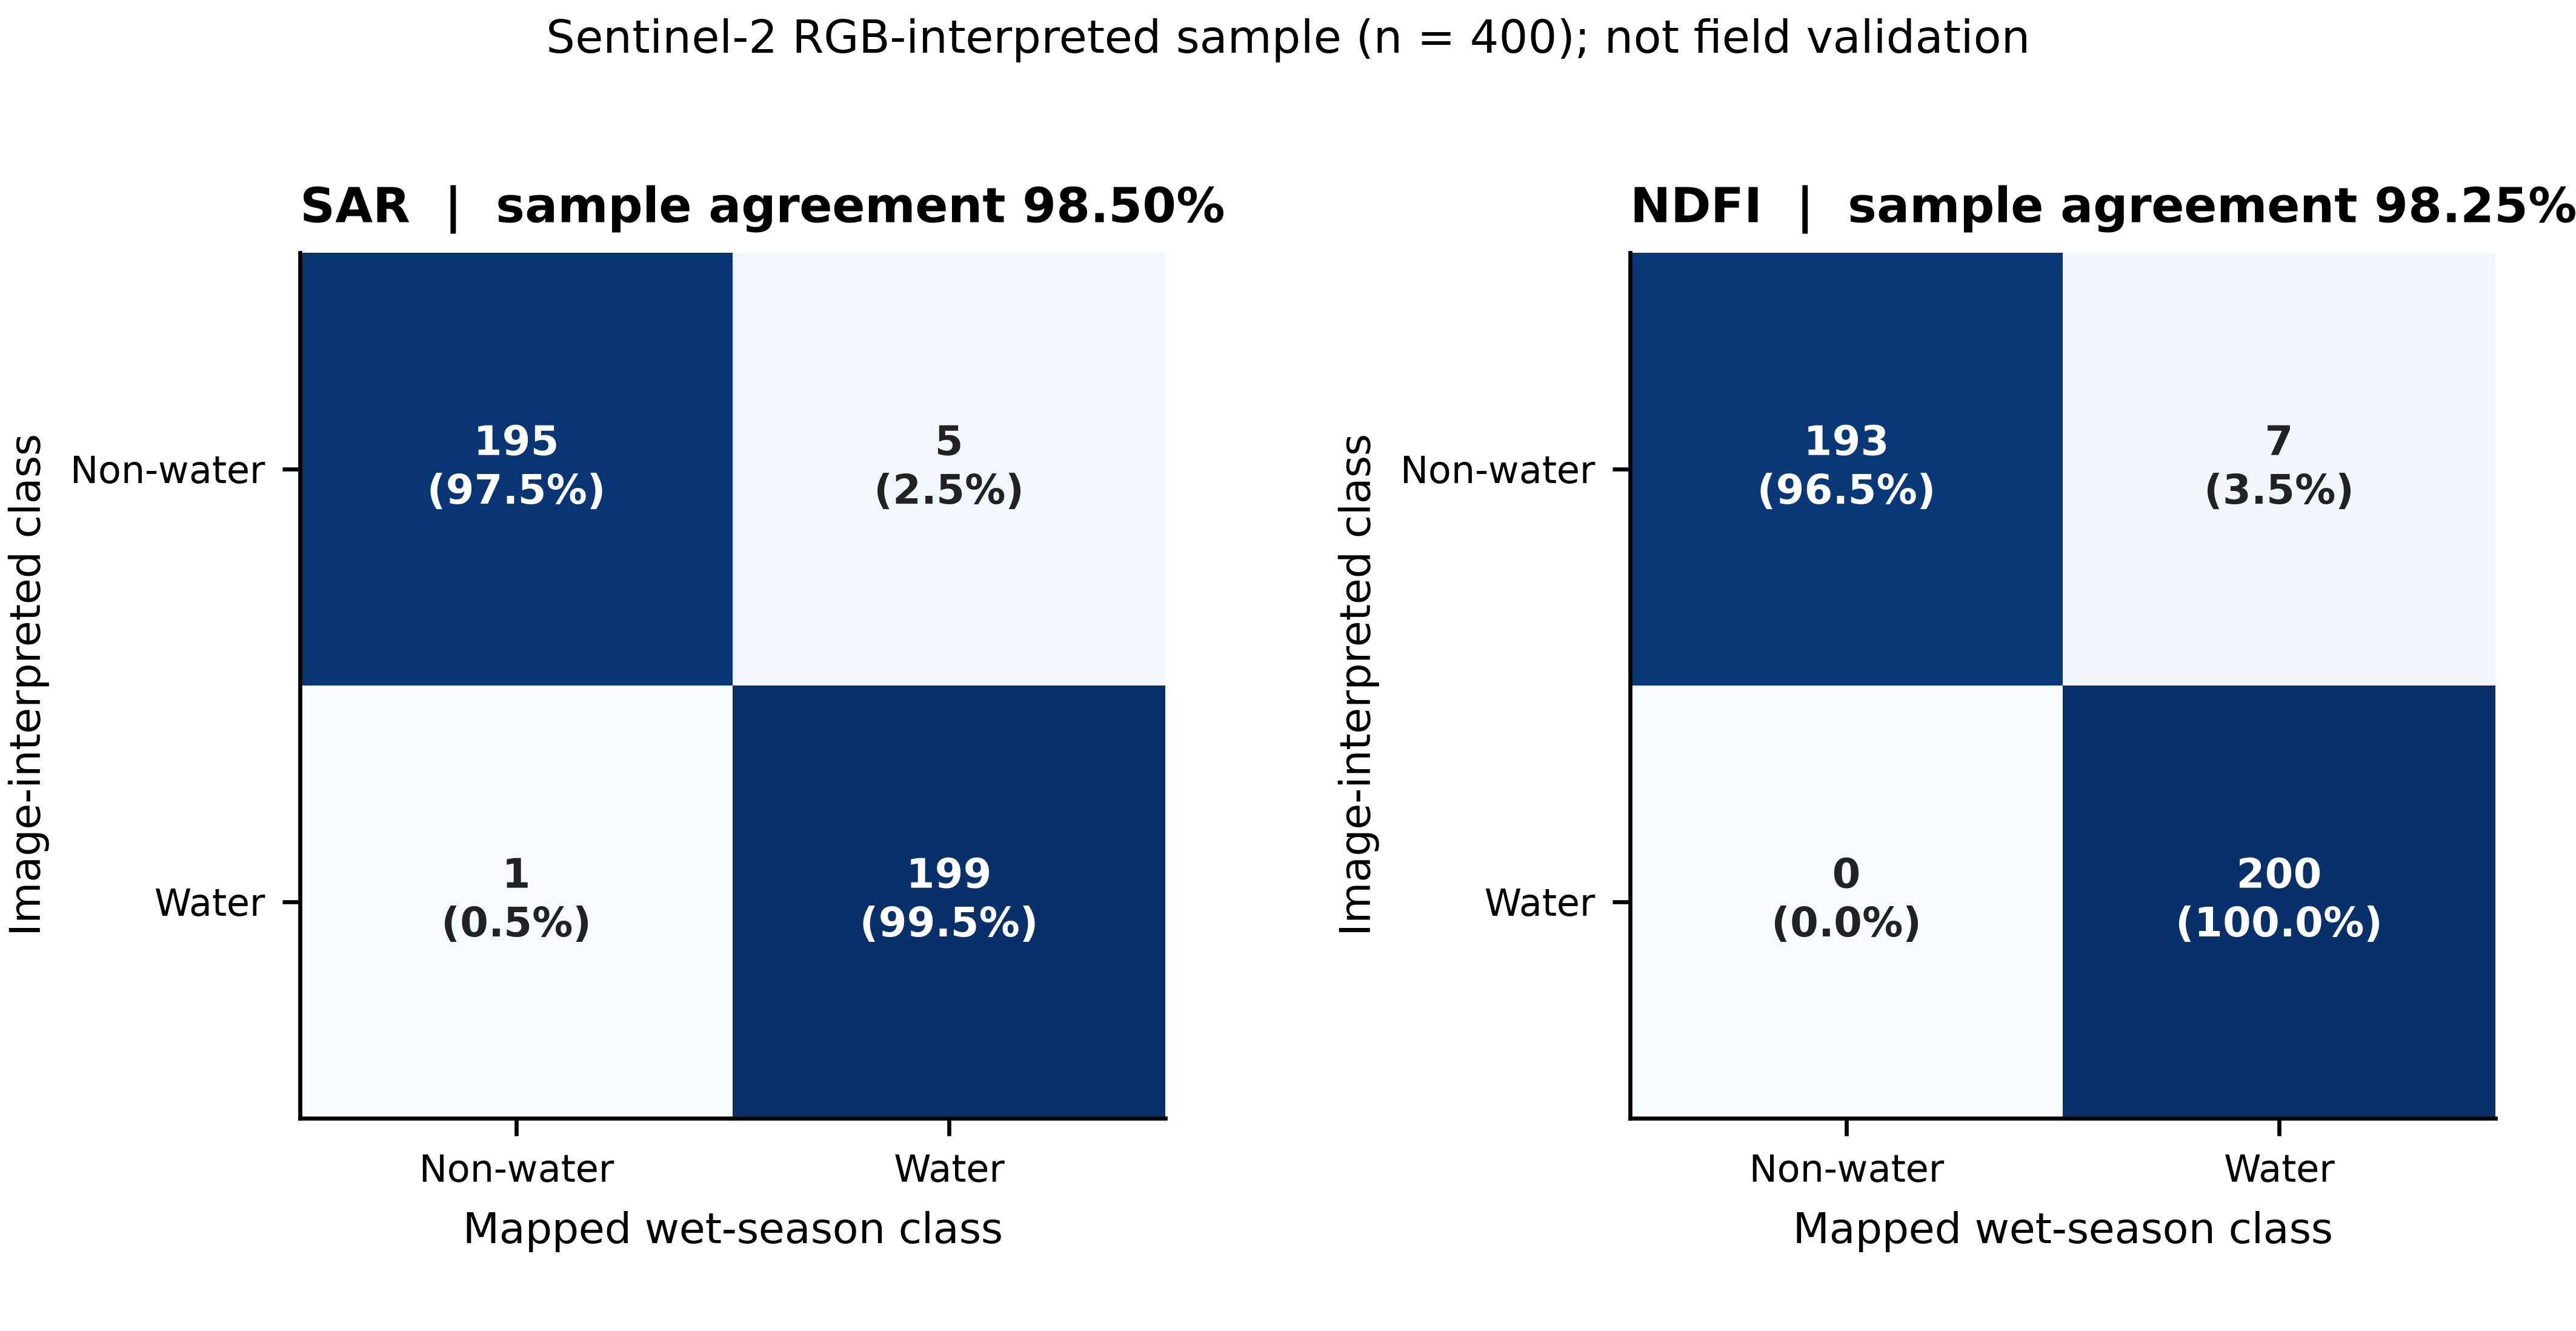 Sentinel-2 RGB-interpreted sample (n = 400); not field validation
SAR | sample agreement 98.50%
Image-interpreted class
Non-water
195
(97.5%)
5
(2.5%)
Water
1
(0.5%)
199
(99.5%)
Non-water
Water
Mapped wet-season class
NDFI | sample agreement 98.25%
Image-interpreted class
Non-water
193
(96.5%)
7
(3.5%)
Water
0
(0.0%)
200
(100.0%)
Non-water
Water
Mapped wet-season class